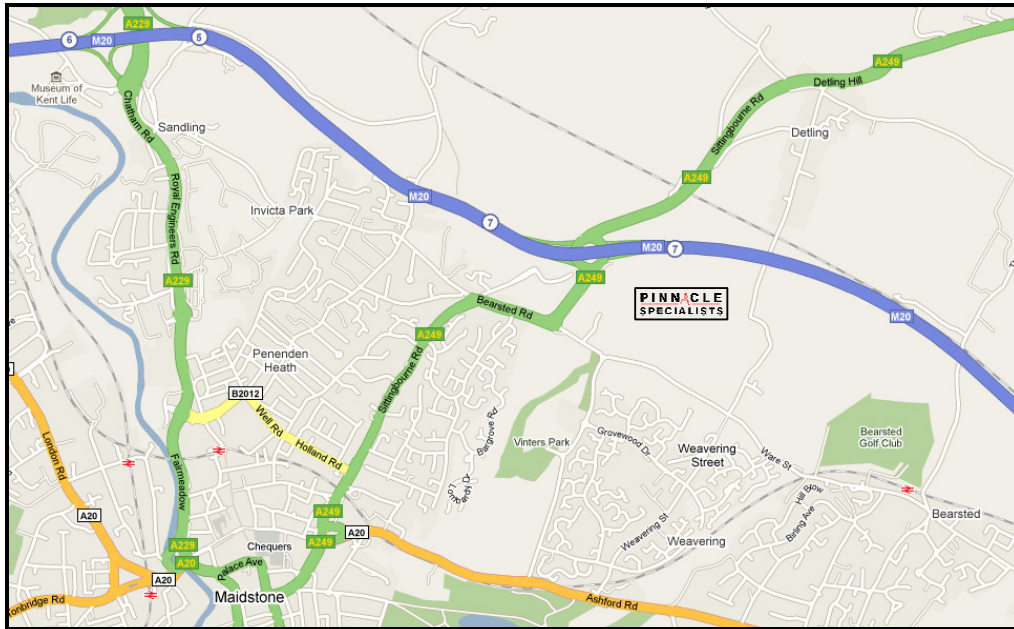 A229
6
M20
5
Museum of
Kent Life
Chatham Rd
Sandling
A249
Detling Hill
Sittingbourne Rd
Detling
A249
M20
Royal Engineers Rd
Invicta Park
7
M20
7
A229
A249
PINNACLE
SPECIALISTS
Bearsted Rd
M20
A249
Penenden
Heath
Sittingbourne Rd
B2012
Well Rd
Holland Rd
Bargrove Rd
Vinters Park
Grovewood Dr
Weavering
Street
Ware St
Bearsted
Golf Club
London Rd
Fairmeadow
Hill Row
Birling Ave
Bearsted
A20
A249
A20
Weavering St
Weavering
A229
A20
Chequers
A249
Palace Ave
A20
Maidstone
Ashford Rd
onbridge Rd